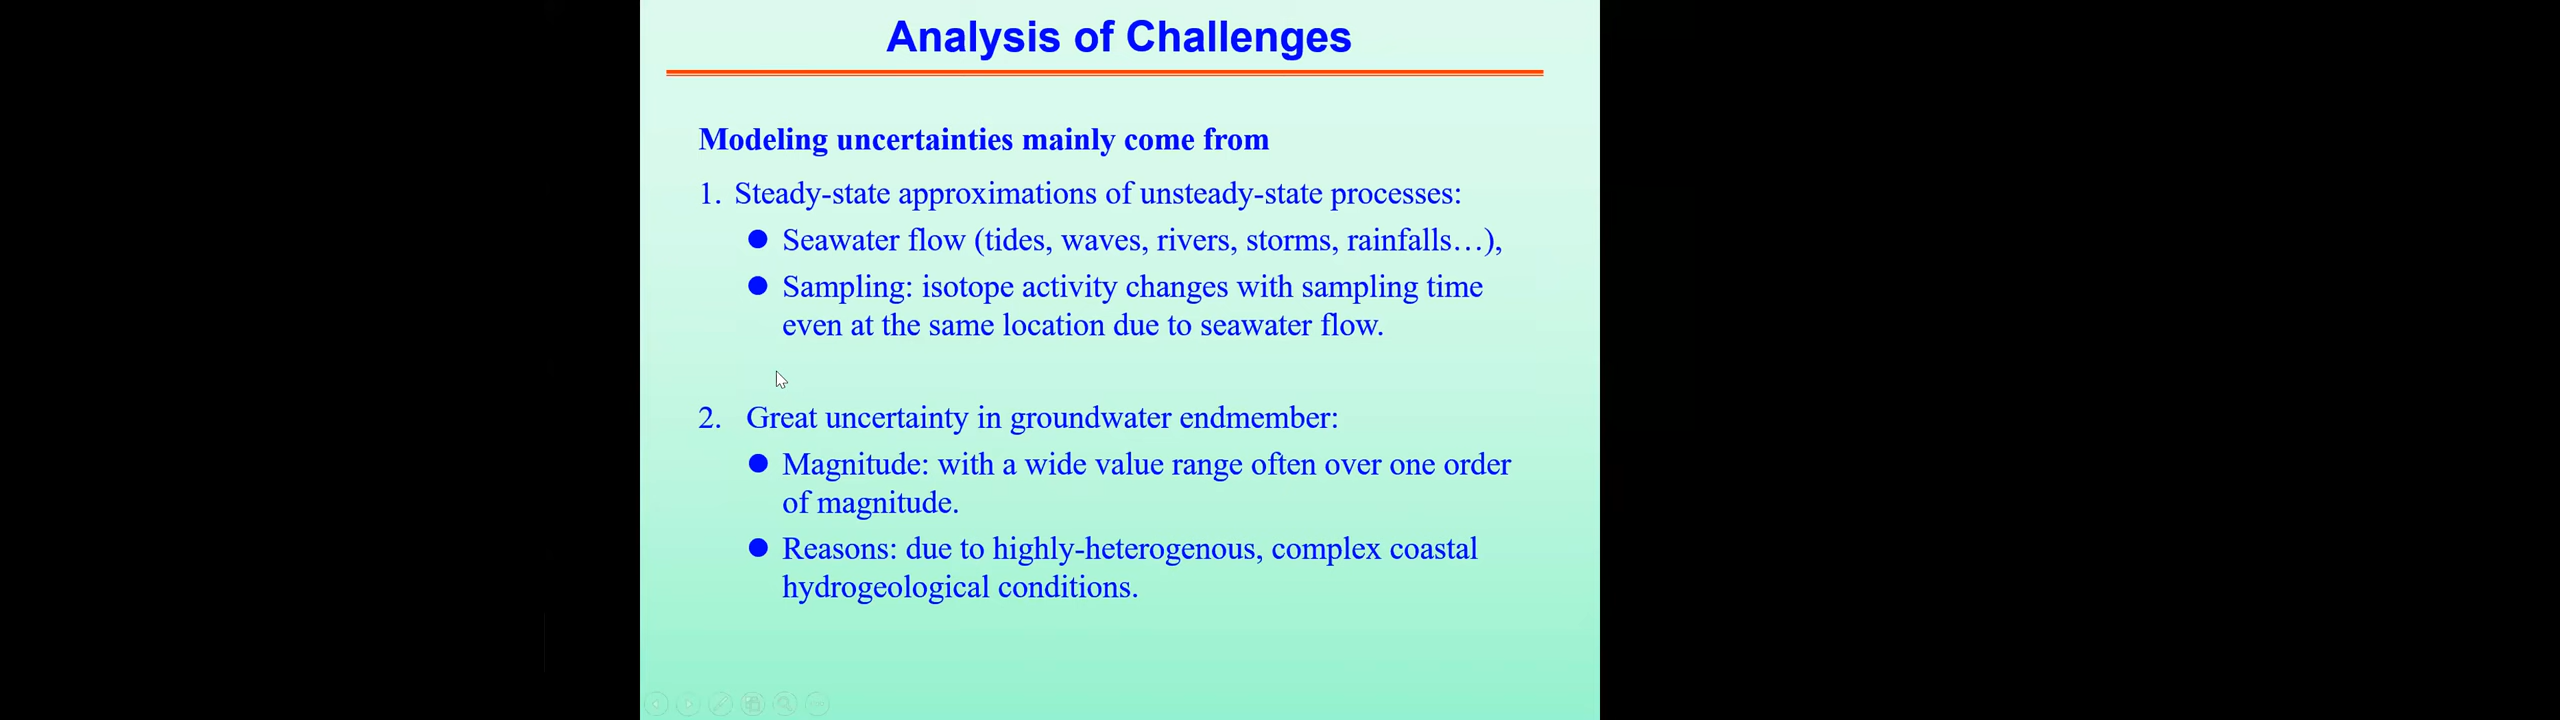 Analysis of Challenges
Modeling uncertainties mainly come from
1. Steady-state approximations of unsteady-state processes:
● Seawater flow (tides, waves, rivers, storms, rainfalls…),
● Sampling: isotope activity changes with sampling time
even at the same location due to seawater flow.
2. Great uncertainty in groundwater endmember:
● Magnitude: with a wide value range often over one order
of magnitude.
● Reasons: due to highly-heterogenous, complex coastal
hydrogeological conditions.